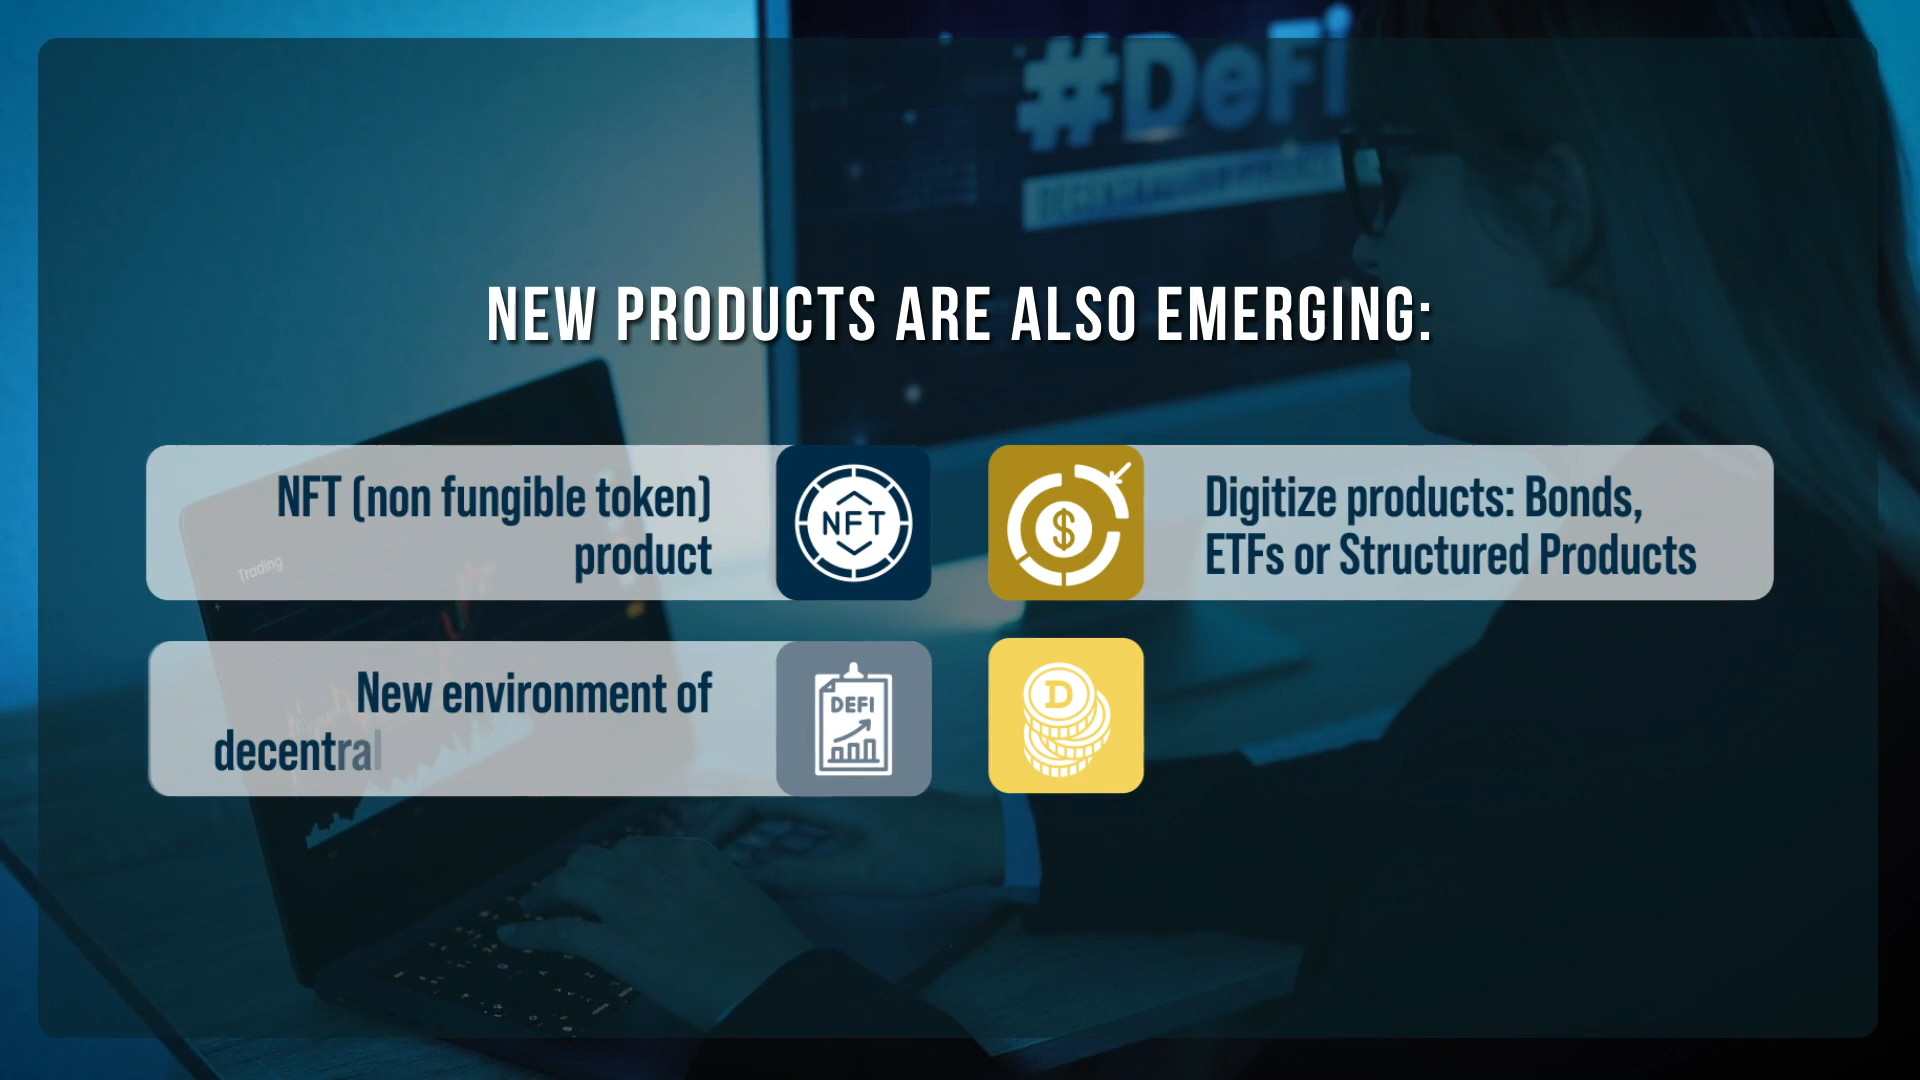 #DeFi
NEW PRODUCTS ARE ALSO EMERGING:
NFT (non fungible token)
product
NFT
Digitize products: Bonds,
ETFs or Structured Products
Trading
New environment of
decentral
DEFI
D